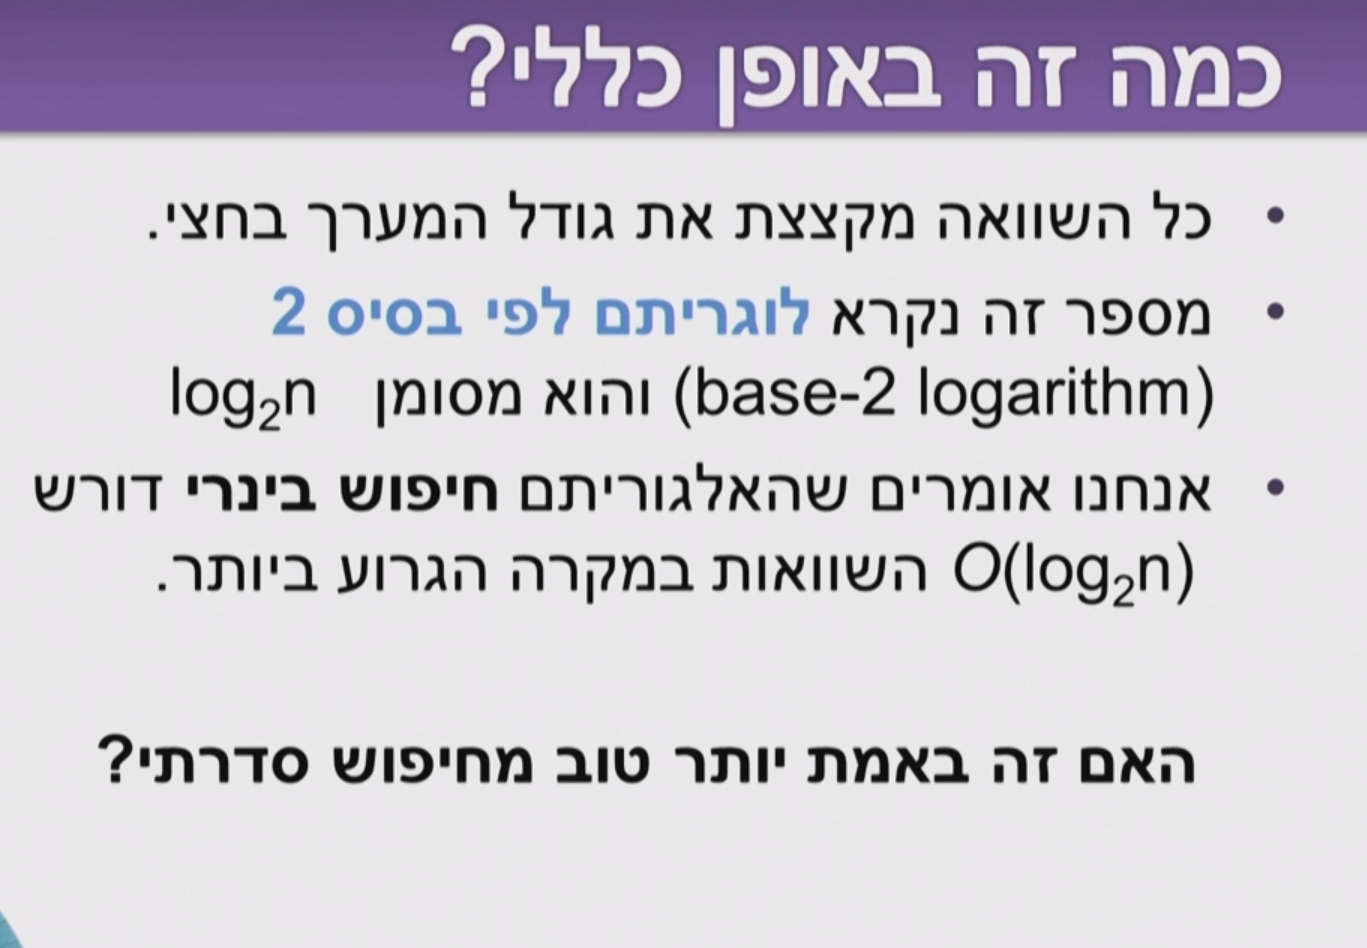 כמה זה באופן כללי?
• כל השוואה מקצצת את גודל המערך בחצי.
• מספר זה נקרא לוגריתם לפי בסיס 2
(base-2 logarithm) והוא מסומן log₂n
• אנחנו אומרים שהאלגוריתם חיפוש בינרי דורש
O(log₂n) השוואות במקרה הגרוע ביותר.
האם זה באמת יותר טוב מחיפוש סדרתי?